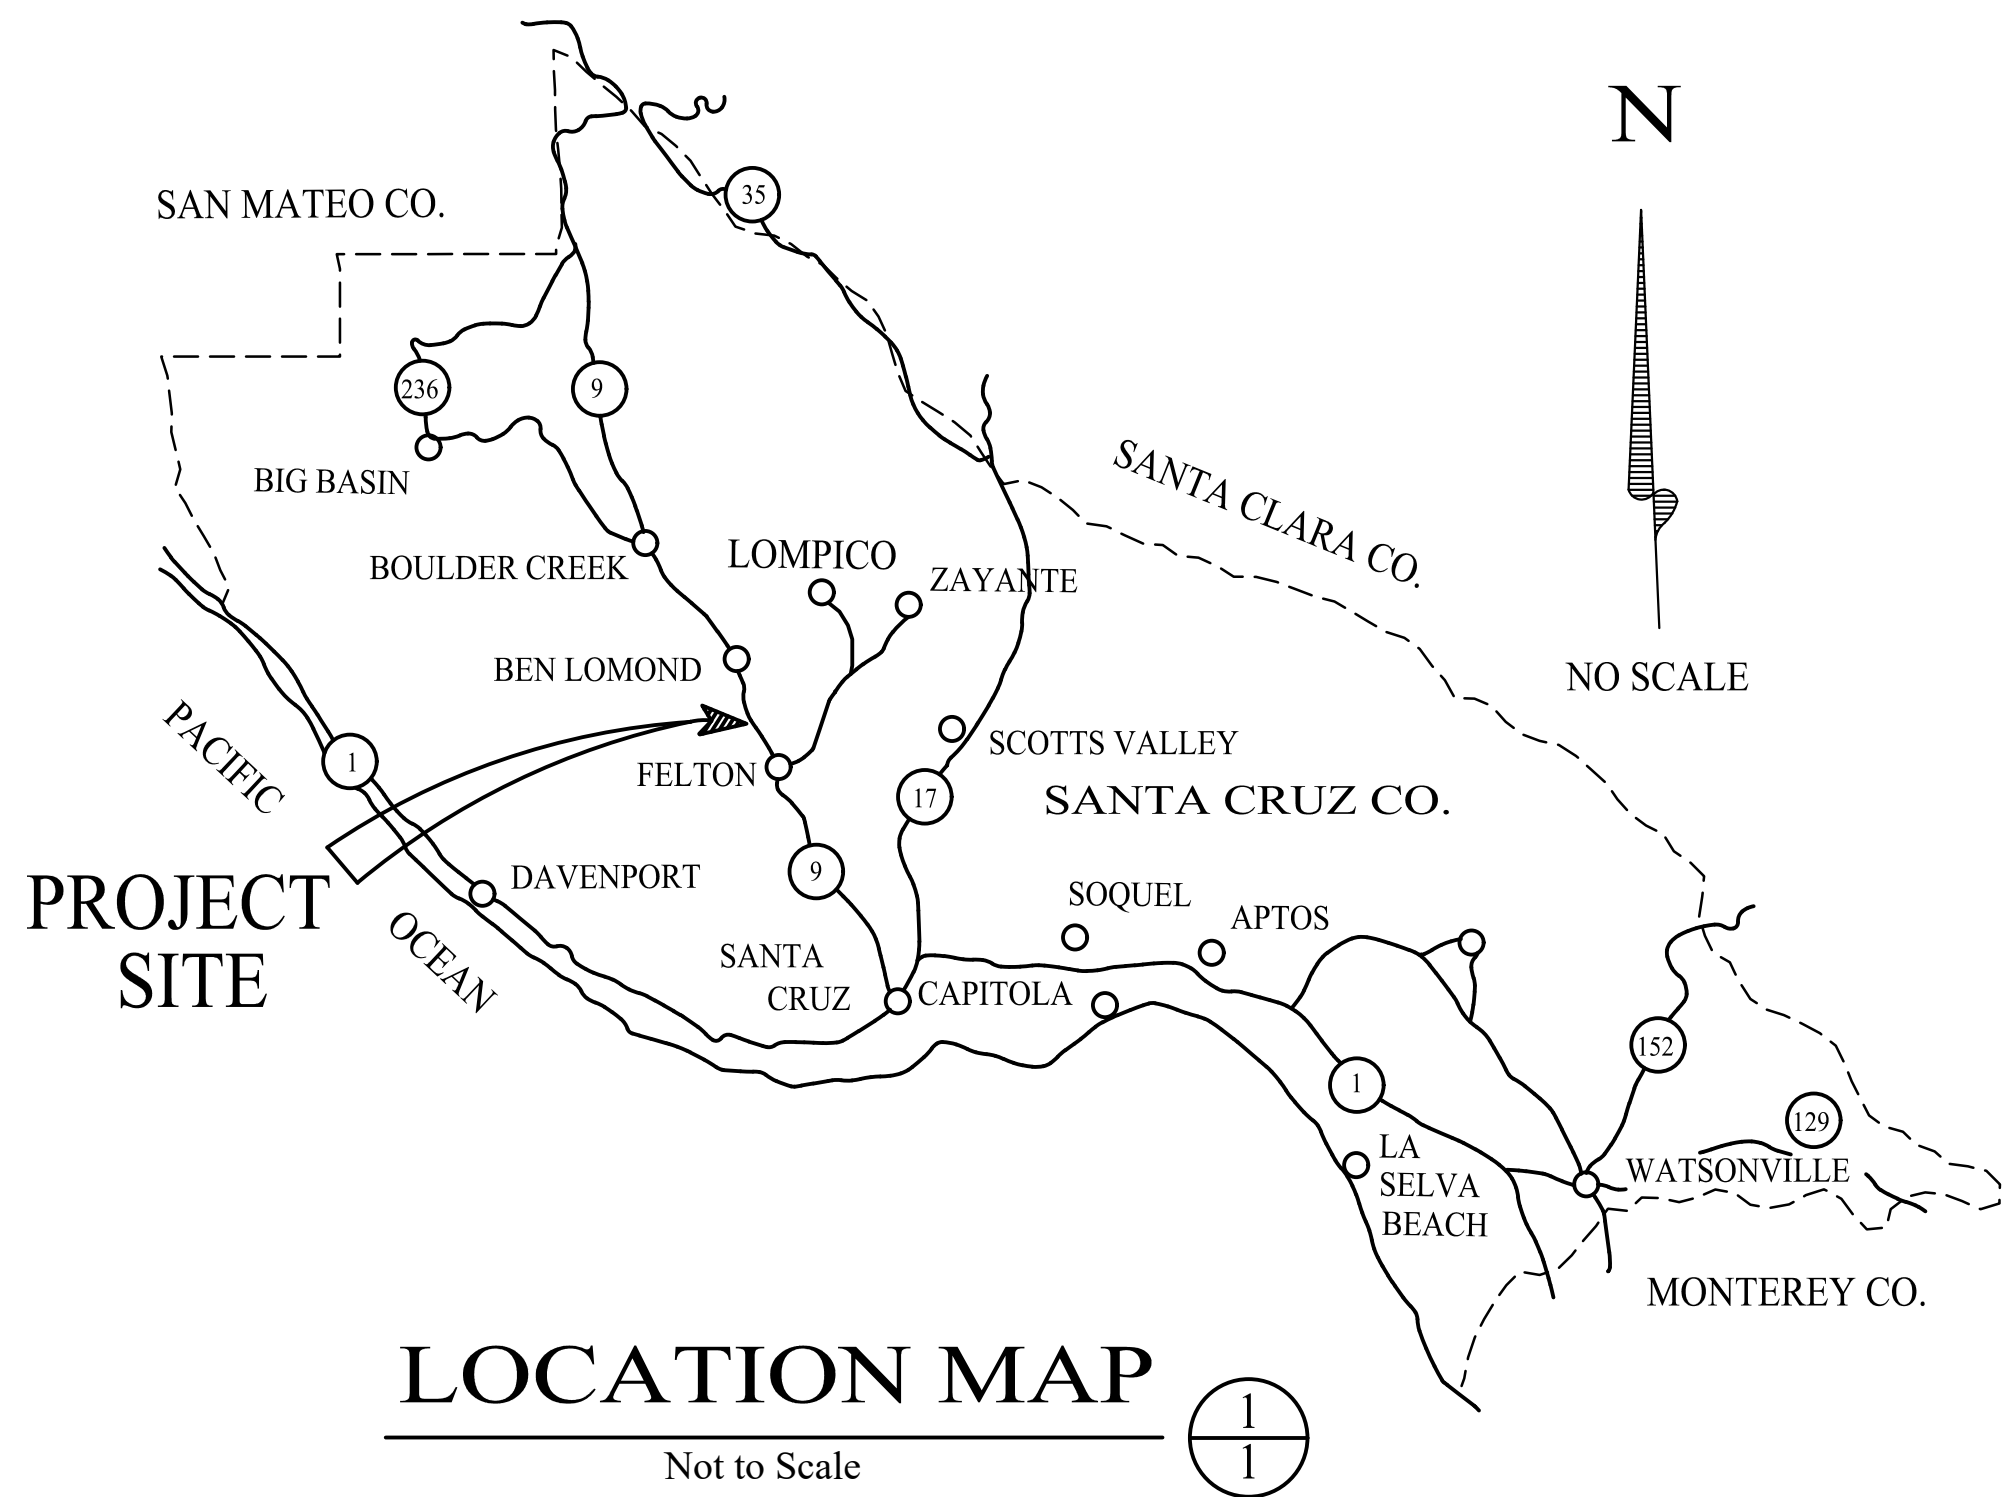 N
SAN MATEO CO.
35
236
9
BIG BASIN
SANTA CLARA CO.
BOULDER CREEK
LOMPICO
ZAYANTE
BEN LOMOND
NO SCALE
PACIFIC
OCEAN
1
FELTON
SCOTTS VALLEY
17
SANTA CRUZ CO.
PROJECT
SITE
DAVENPORT
9
SOQUEL
APTOS
SANTA
CRUZ
CAPITOLA
152
1
129
LA
SELVA
BEACH
WATSONVILLE
MONTEREY CO.
LOCATION MAP
Not to Scale
1
1